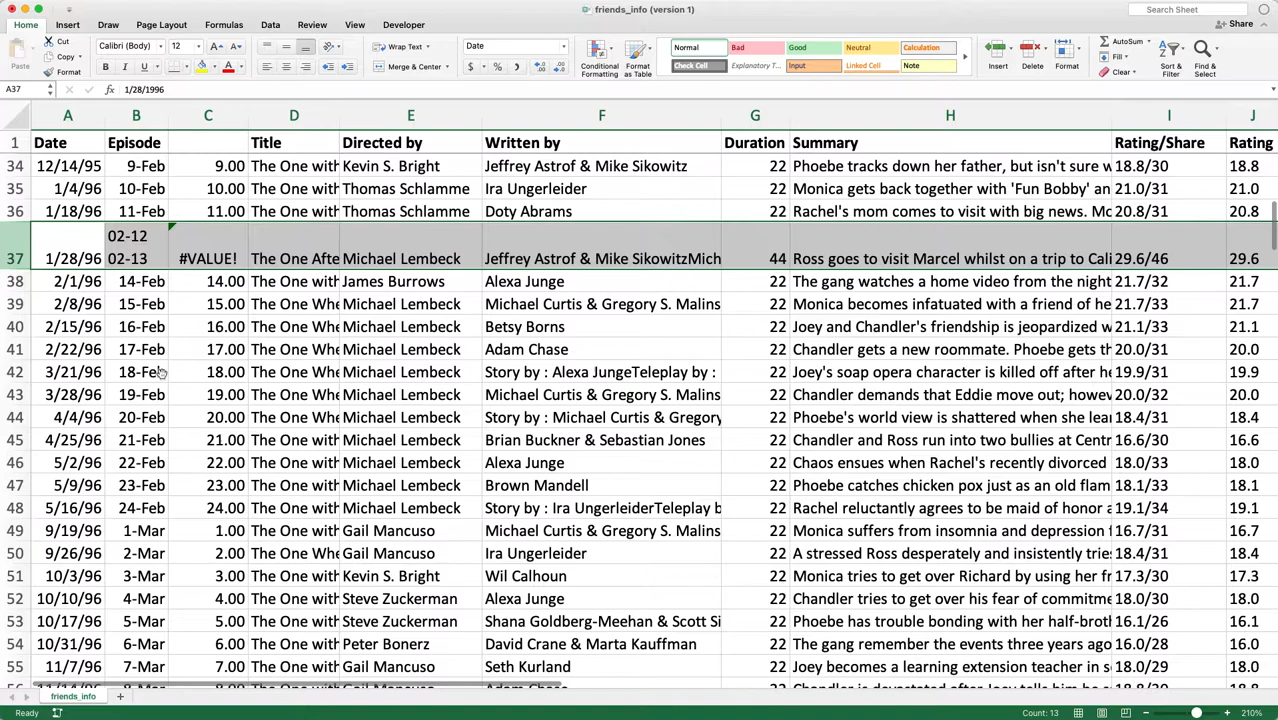 friends_info (version 1)
Search Sheet
Home Insert Draw Page Layout Formulas Data Review View Developer
Share
Paste
Cut
Copy
Format
Calibri (Body) 12
B I U
Wrap Text
Merge & Center
Date
$ % ,
Conditional Formatting
Format as Table
Normal Bad Good Neutral Calculation
Check Cell Explanatory T... Input Linked Cell Note
Insert Delete Format
AutoSum
Fill
Clear
Sort & Filter
Find & Select
A37 fx 1/28/1996
A B C D E F G H I J
1 Date Episode Title Directed by Written by Duration Summary Rating/Share Rating
34 12/14/95 9-Feb 9.00 The One with Kevin S. Bright Jeffrey Astrof & Mike Sikowitz 22 Phoebe tracks down her father, but isn't sure w 18.8/30 18.8
35 1/4/96 10-Feb 10.00 The One with Thomas Schlamme Ira Ungerleider 22 Monica gets back together with 'Fun Bobby' an 21.0/31 21.0
36 1/18/96 11-Feb 11.00 The One with Thomas Schlamme Doty Abrams 22 Rachel's mom comes to visit with big news. Mo 20.8/31 20.8
02-12
37 1/28/96 02-13 #VALUE! The One Afte Michael Lembeck Jeffrey Astrof & Mike SikowitzMich 44 Ross goes to visit Marcel whilst on a trip to Cali 29.6/46 29.6
38 2/1/96 14-Feb 14.00 The One with James Burrows Alexa Junge 22 The gang watches a home video from the night 21.7/32 21.7
39 2/8/96 15-Feb 15.00 The One Whe Michael Lembeck Michael Curtis & Gregory S. Malins 22 Monica becomes infatuated with a friend of he 21.7/33 21.7
40 2/15/96 16-Feb 16.00 The One Whe Michael Lembeck Betsy Borns 22 Joey and Chandler's friendship is jeopardized w 21.1/33 21.1
41 2/22/96 17-Feb 17.00 The One Whe Michael Lembeck Adam Chase 22 Chandler gets a new roommate. Phoebe gets th 20.0/31 20.0
42 3/21/96 18-Feb 18.00 The One Whe Michael Lembeck Story by : Alexa JungeTeleplay by : 22 Joey's soap opera character is killed off after he 19.9/31 19.9
43 3/28/96 19-Feb 19.00 The One Whe Michael Lembeck Michael Curtis & Gregory S. Malins 22 Chandler demands that Eddie move out; howev 20.0/32 20.0
44 4/4/96 20-Feb 20.00 The One Whe Michael Lembeck Story by : Michael Curtis & Gregory 22 Phoebe's world view is shattered when she lea 18.4/31 18.4
45 4/25/96 21-Feb 21.00 The One with Michael Lembeck Brian Buckner & Sebastian Jones 22 Chandler and Ross run into two bullies at Centr 16.6/30 16.6
46 5/2/96 22-Feb 22.00 The One with Michael Lembeck Alexa Junge 22 Chaos ensues when Rachel's recently divorced 18.0/33 18.0
47 5/9/96 23-Feb 23.00 The One with Michael Lembeck Brown Mandell 22 Phoebe catches chicken pox just as an old flam 18.1/33 18.1
48 5/16/96 24-Feb 24.00 The One with Michael Lembeck Story by : Ira UngerleiderTeleplay b 22 Rachel reluctantly agrees to be maid of honor a 19.1/34 19.1
49 9/19/96 1-Mar 1.00 The One with Gail Mancuso Michael Curtis & Gregory S. Malins 22 Monica suffers from insomnia and depression f 16.7/31 16.7
50 9/26/96 2-Mar 2.00 The One Whe Gail Mancuso Ira Ungerleider 22 A stressed Ross desperately and insistently tries 18.4/31 18.4
51 10/3/96 3-Mar 3.00 The One with Kevin S. Bright Wil Calhoun 22 Monica tries to get over Richard by using her fr 17.3/30 17.3
52 10/10/96 4-Mar 4.00 The One with Steve Zuckerman Alexa Junge 22 Chandler tries to get over his fear of commitme 18.0/30 18.0
53 10/17/96 5-Mar 5.00 The One with Steve Zuckerman Shana Goldberg-Meehan & Scott Si 22 Phoebe has trouble bonding with her half-broth 16.1/26 16.1
54 10/31/96 6-Mar 6.00 The One with Peter Bonerz David Crane & Marta Kauffman 22 The gang remember the events three years ago 16.0/28 16.0
55 11/7/96 7-Mar 7.00 The One with Gail Mancuso Seth Kurland 22 Joey becomes a learning extension teacher in s 18.0/29 18.0
friends_info
Ready Count: 13 210%